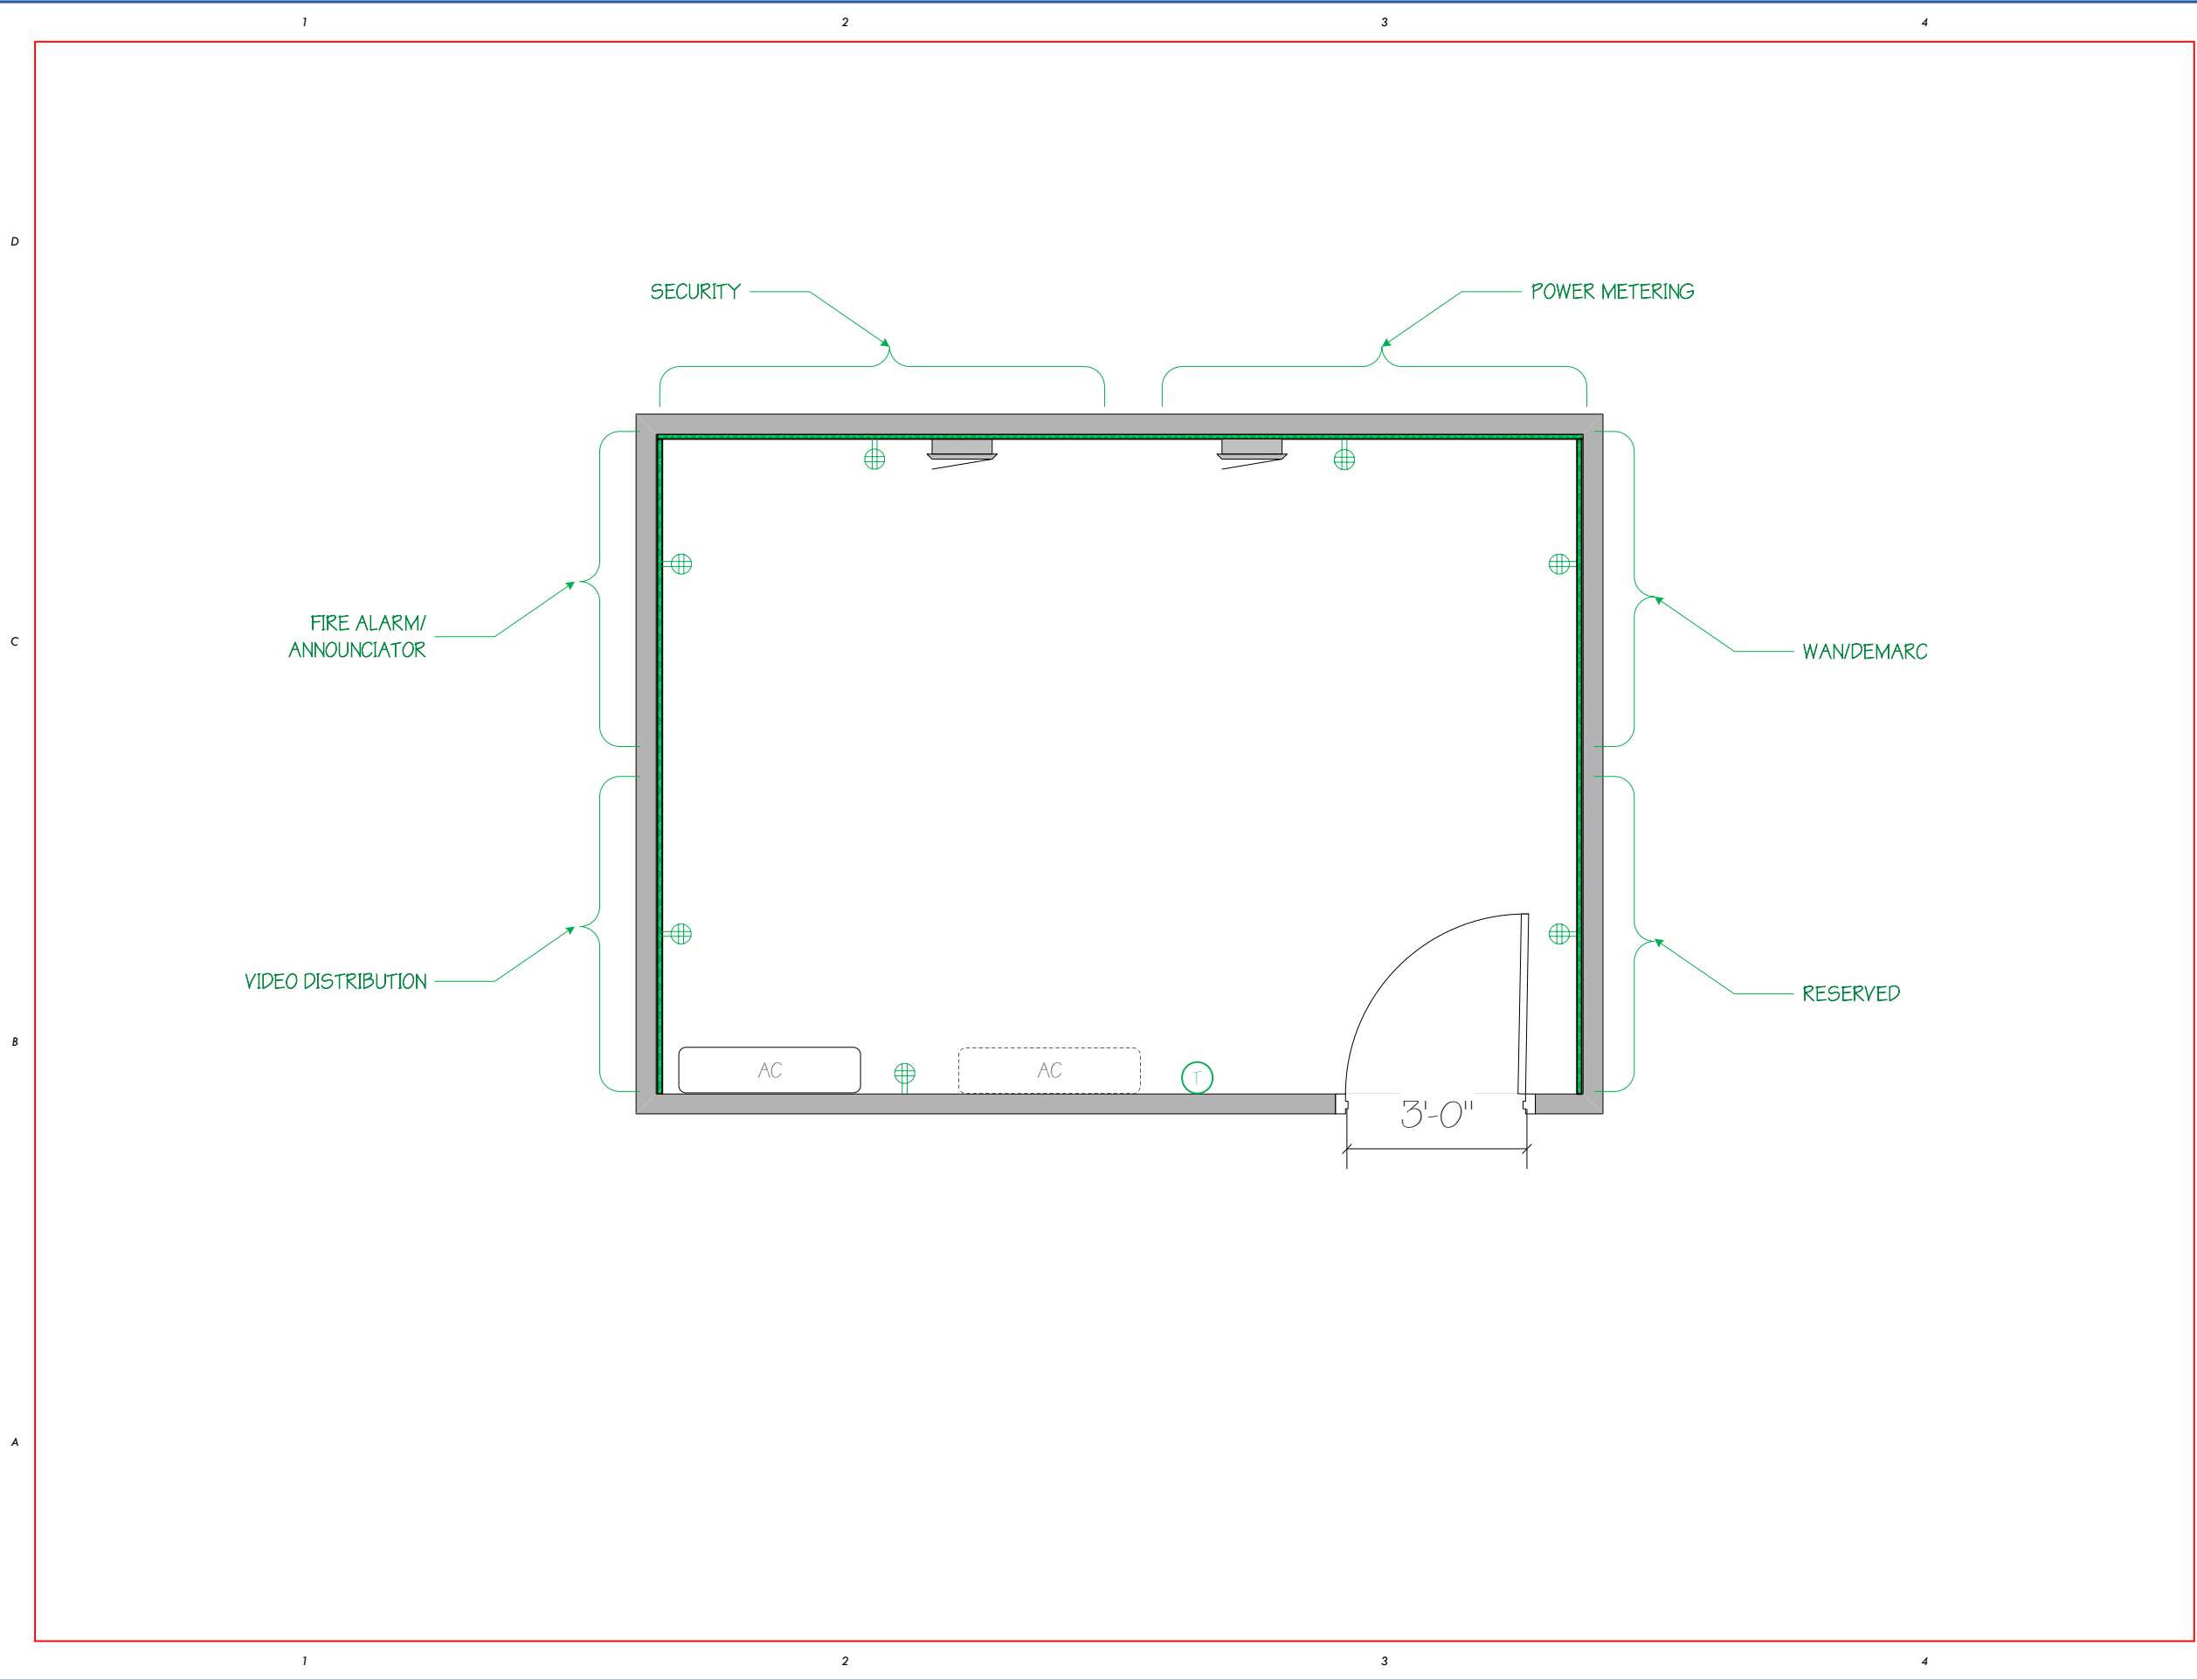 1 2 3 4
D
SECURITY POWER METERING
FIRE ALARM/
ANNOUNCIATOR
C
WAN/DEMARC
VIDEO DISTRIBUTION
RESERVED
B
AC AC T
3'-0"
A
1 2 3 4